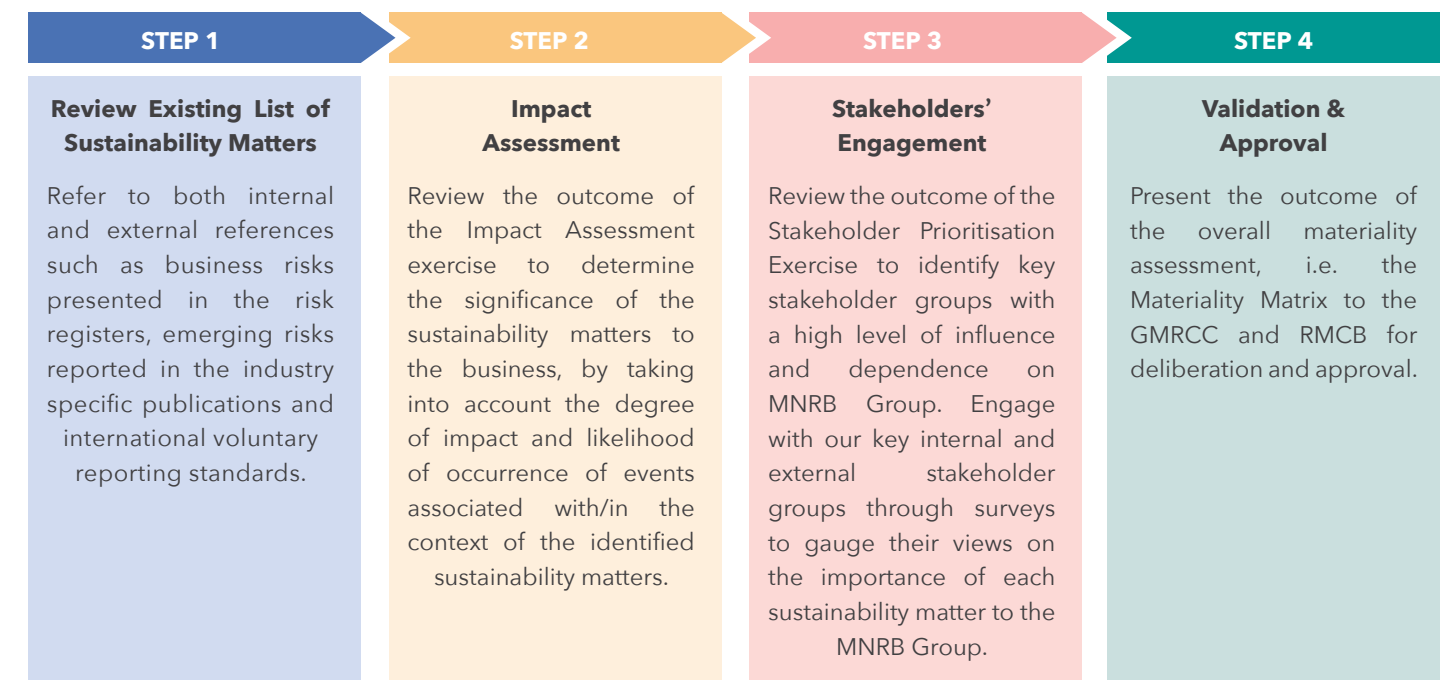 STEP 1
Review Existing List of
Sustainability Matters
Refer to both internal
and external references
such as business risks
presented in the risk
registers, emerging risks
reported in the industry
specific publications and
international voluntary
reporting standards.
STEP 2
Impact
Assessment
Review the outcome of
the Impact Assessment
exercise to determine
the significance of the
sustainability matters to
the business, by taking
into account the degree
of impact and likelihood
of occurrence of events
associated with/in the
context of the identified
sustainability matters.
STEP 3
Stakeholders’
Engagement
Review the outcome of the
Stakeholder Prioritisation
Exercise to identify key
stakeholder groups with
a high level of influence
and dependence on
MNRB Group. Engage
with our key internal and
external stakeholder
groups through surveys
to gauge their views on
the importance of each
sustainability matter to the
MNRB Group.
STEP 4
Validation &
Approval
Present the outcome of
the overall materiality
assessment, i.e. the
Materiality Matrix to the
GMRCC and RMCB for
deliberation and approval.